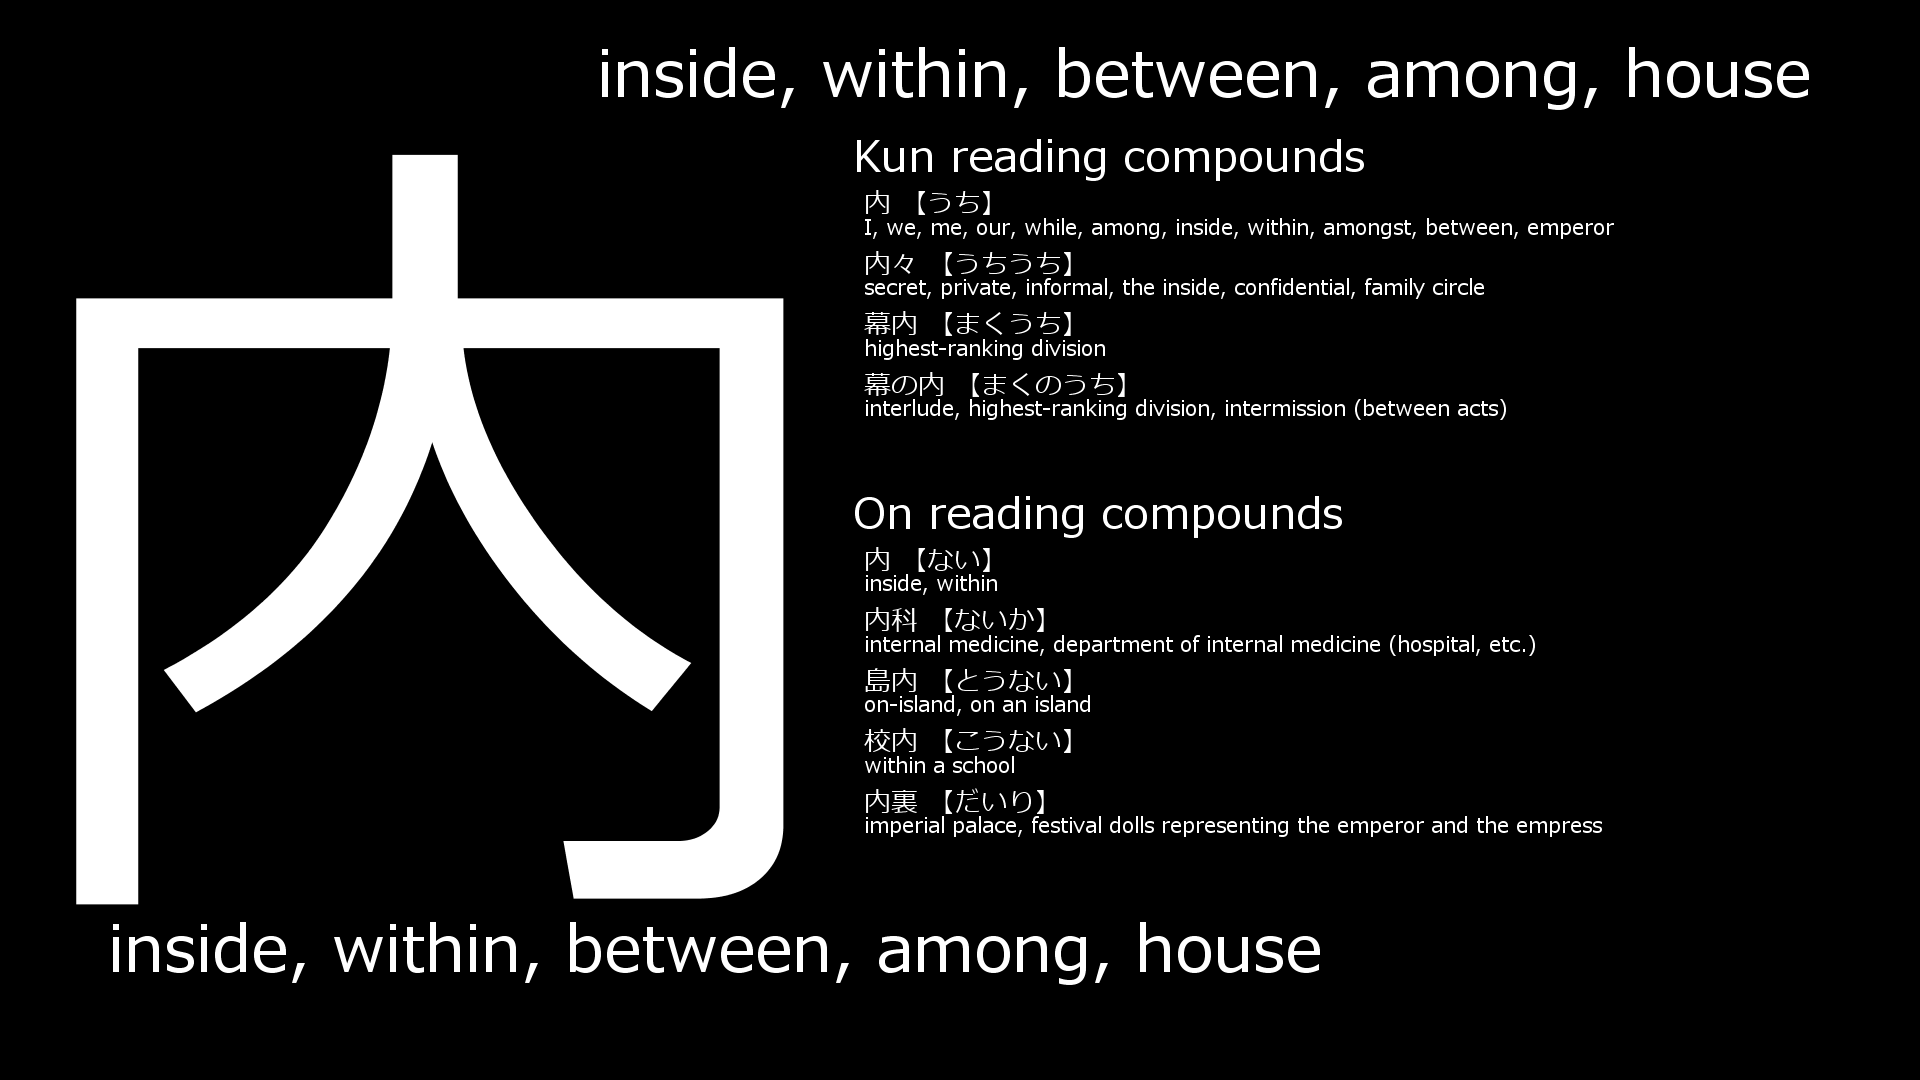 inside, within, between, among, house
内
Kun reading compounds
内 【うち】
I, we, me, our, while, among, inside, within, amongst, between, emperor
内々 【うちうち】
secret, private, informal, the inside, confidential, family circle
幕内 【まくうち】
highest-ranking division
幕の内 【まくのうち】
interlude, highest-ranking division, intermission (between acts)
On reading compounds
内 【ない】
inside, within
内科 【ないか】
internal medicine, department of internal medicine (hospital, etc.)
島内 【とうない】
on-island, on an island
校内 【こうない】
within a school
内裏 【だいり】
imperial palace, festival dolls representing the emperor and the empress
inside, within, between, among, house